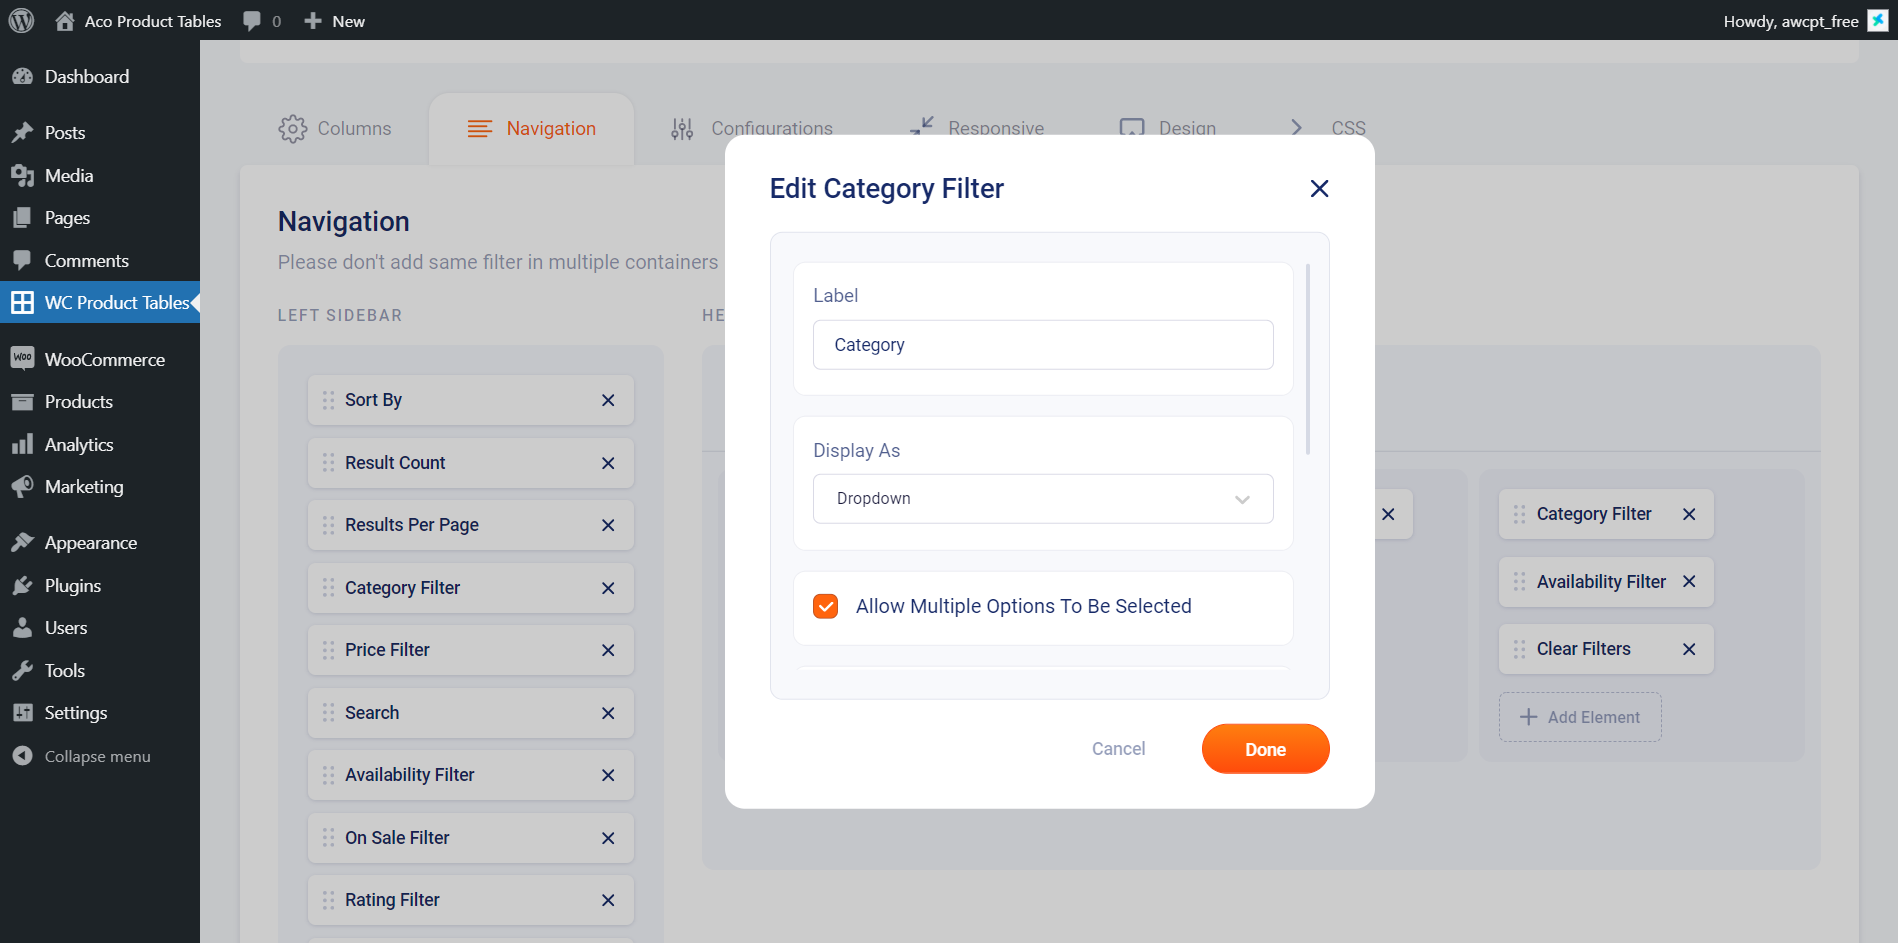 Aco Product Tables
0
New
Howdy, awcpt_free
Dashboard
Posts
Media
Pages
Comments
WC Product Tables
WOO
WooCommerce
Products
Analytics
Marketing
Appearance
Plugins
Users
Tools
Settings
Collapse menu
Columns
Navigation
Configurations
Responsive
Design
CSS
Navigation
Please don't add same filter in multiple containers
LEFT SIDEBAR
HE
Sort By
Result Count
Results Per Page
Category Filter
Price Filter
Search
Availability Filter
On Sale Filter
Rating Filter
Edit Category Filter
Label
Category
Display As
Dropdown
Allow Multiple Options To Be Selected
Cancel
Done
Category Filter
Availability Filter
Clear Filters
Add Element